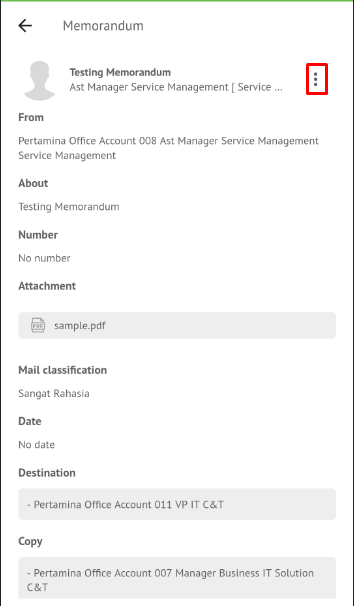 Memorandum
Testing Memorandum
Ast Manager Service Management [ Service ...
From
Pertamina Office Account 008 Ast Manager Service Management
Service Management
About
Testing Memorandum
Number
No number
Attachment
PDF
sample.pdf
Mail classification
Sangat Rahasia
Date
No date
Destination
- Pertamina Office Account 011 VP IT C&T
Copy
- Pertamina Office Account 007 Manager Business IT Solution
C&T